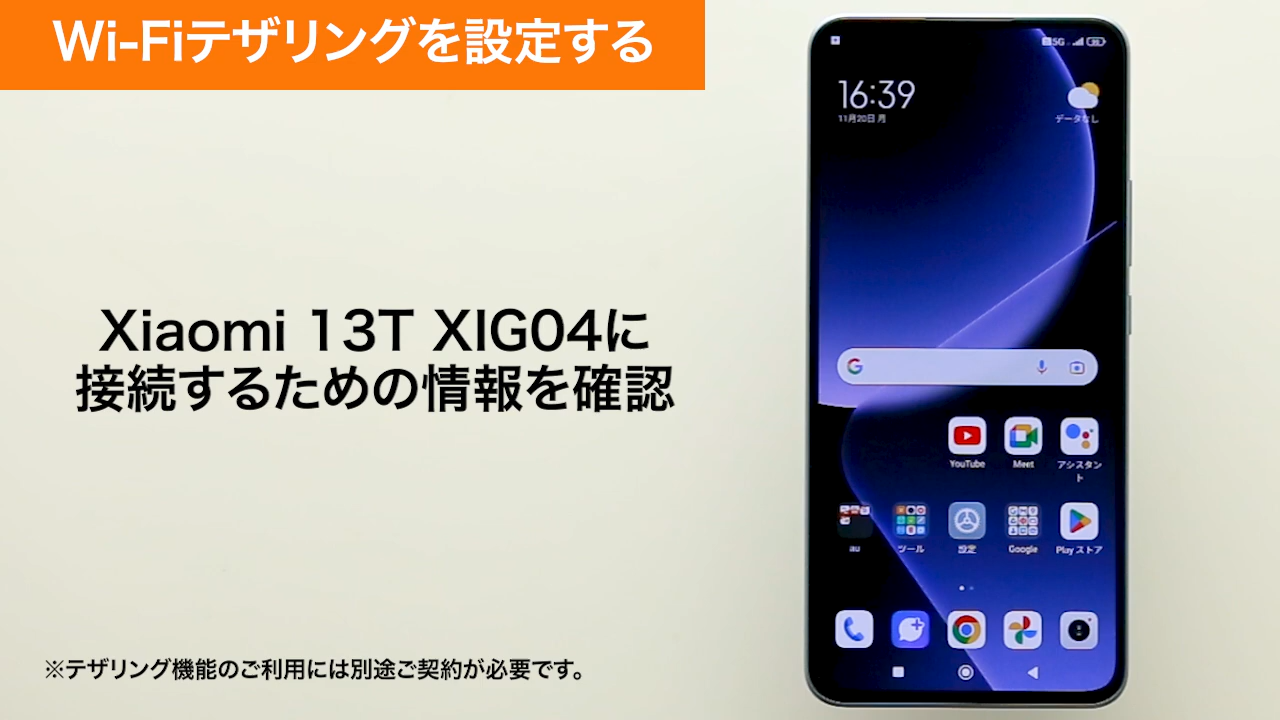 Wi-Fiテザリングを設定する
Xiaomi 13T XIG04に
接続するための情報を確認
※テザリング機能のご利用には別途ご契約が必要です。
5G
16:39
11月20日 月
データなし
YouTube
Meet
アシスタン
ト
au
ツール
設定
Google
Play ストア